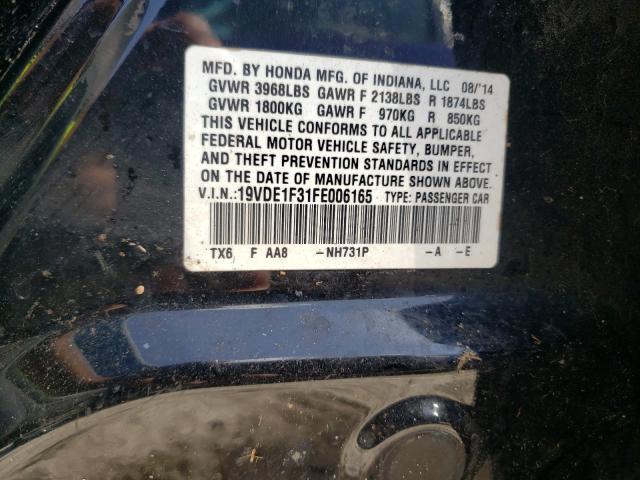 MFD. BY HONDA MFG. OF INDIANA, LLC 08/'14
GVWR 3968LBS GAWR F 2138LBS R 1874LBS
GVWR 1800KG GAWR F 970KG R 850KG
THIS VEHICLE CONFORMS TO ALL APPLICABLE
FEDERAL MOTOR VEHICLE SAFETY, BUMPER,
AND THEFT PREVENTION STANDARDS IN EFFECT
ON THE DATE OF MANUFACTURE SHOWN ABOVE.
V.I.N.:19VDE1F31FE006165 TYPE: PASSENGER CAR
TX6 F AA8 -NH731P -A -E